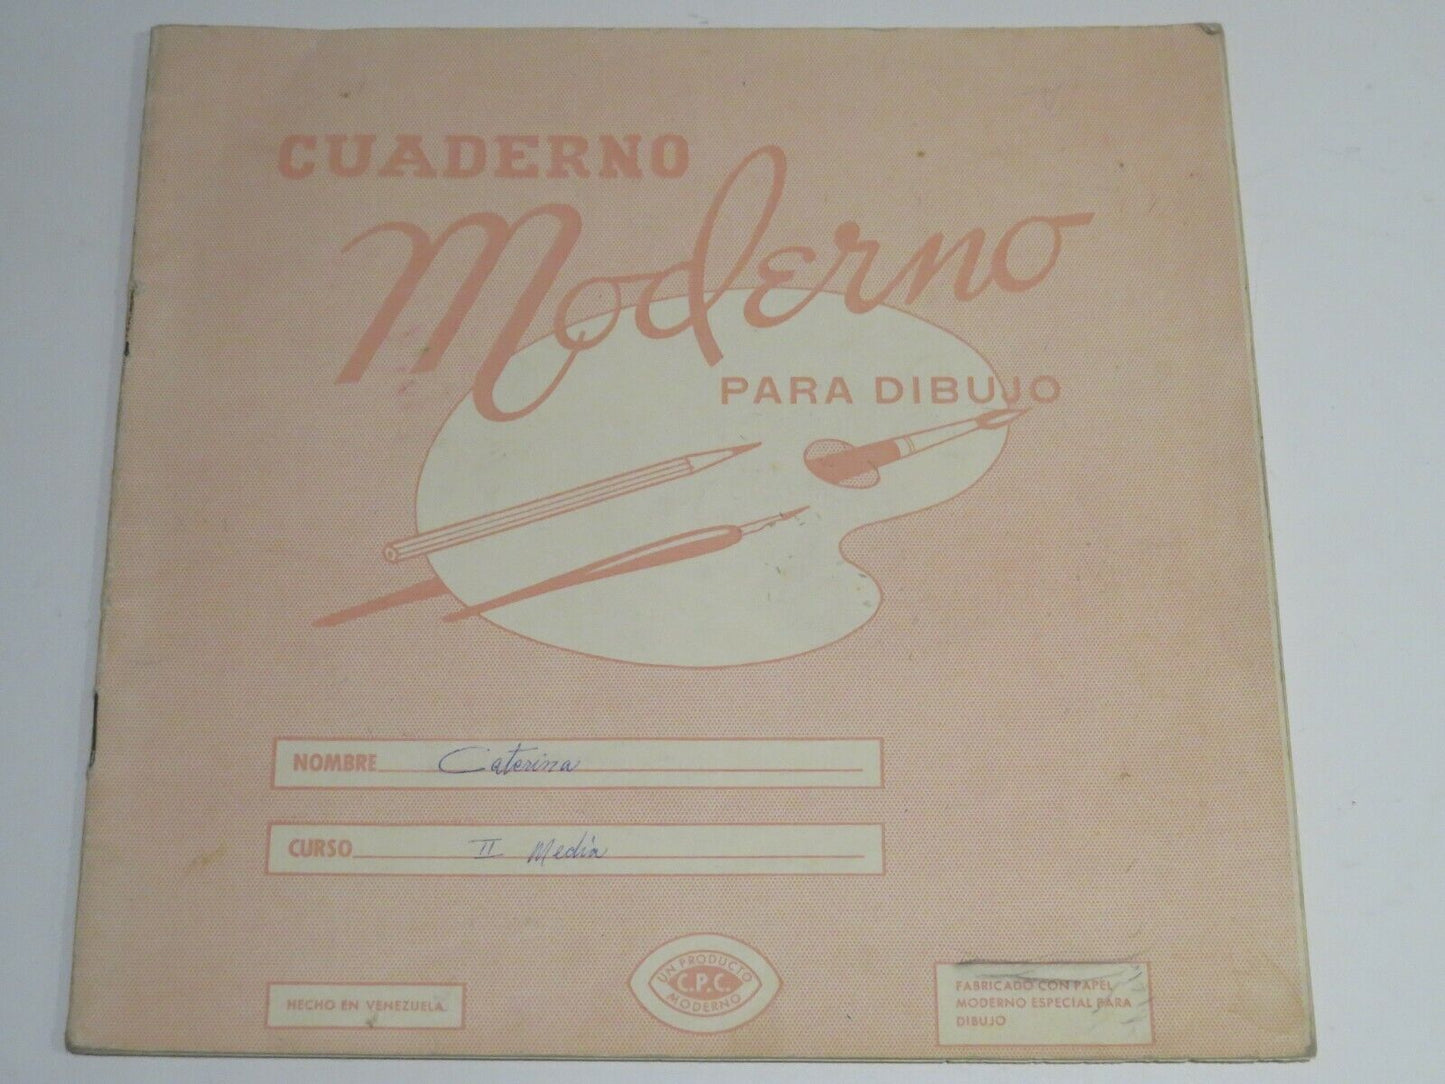 CUADERNO
Moderno
PARA DIBUJO
NOMBRE Caterina
CURSO II Media
HECHO EN VENEZUELA
UN PRODUCTO
C.P.C.
MODERNO
FABRICADO CON PAPEL
MODERNO ESPECIAL PARA
DIBUJO